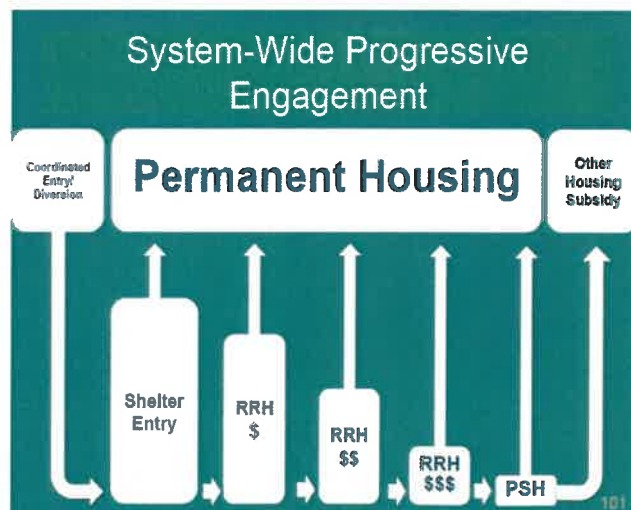 System-Wide Progressive
Engagement
Coordinated
Entry/
Diversion
Permanent Housing
Other
Housing
Subsidy
Shelter
Entry
RRH
$
RRH
$$
RRH
$$$
PSH
101